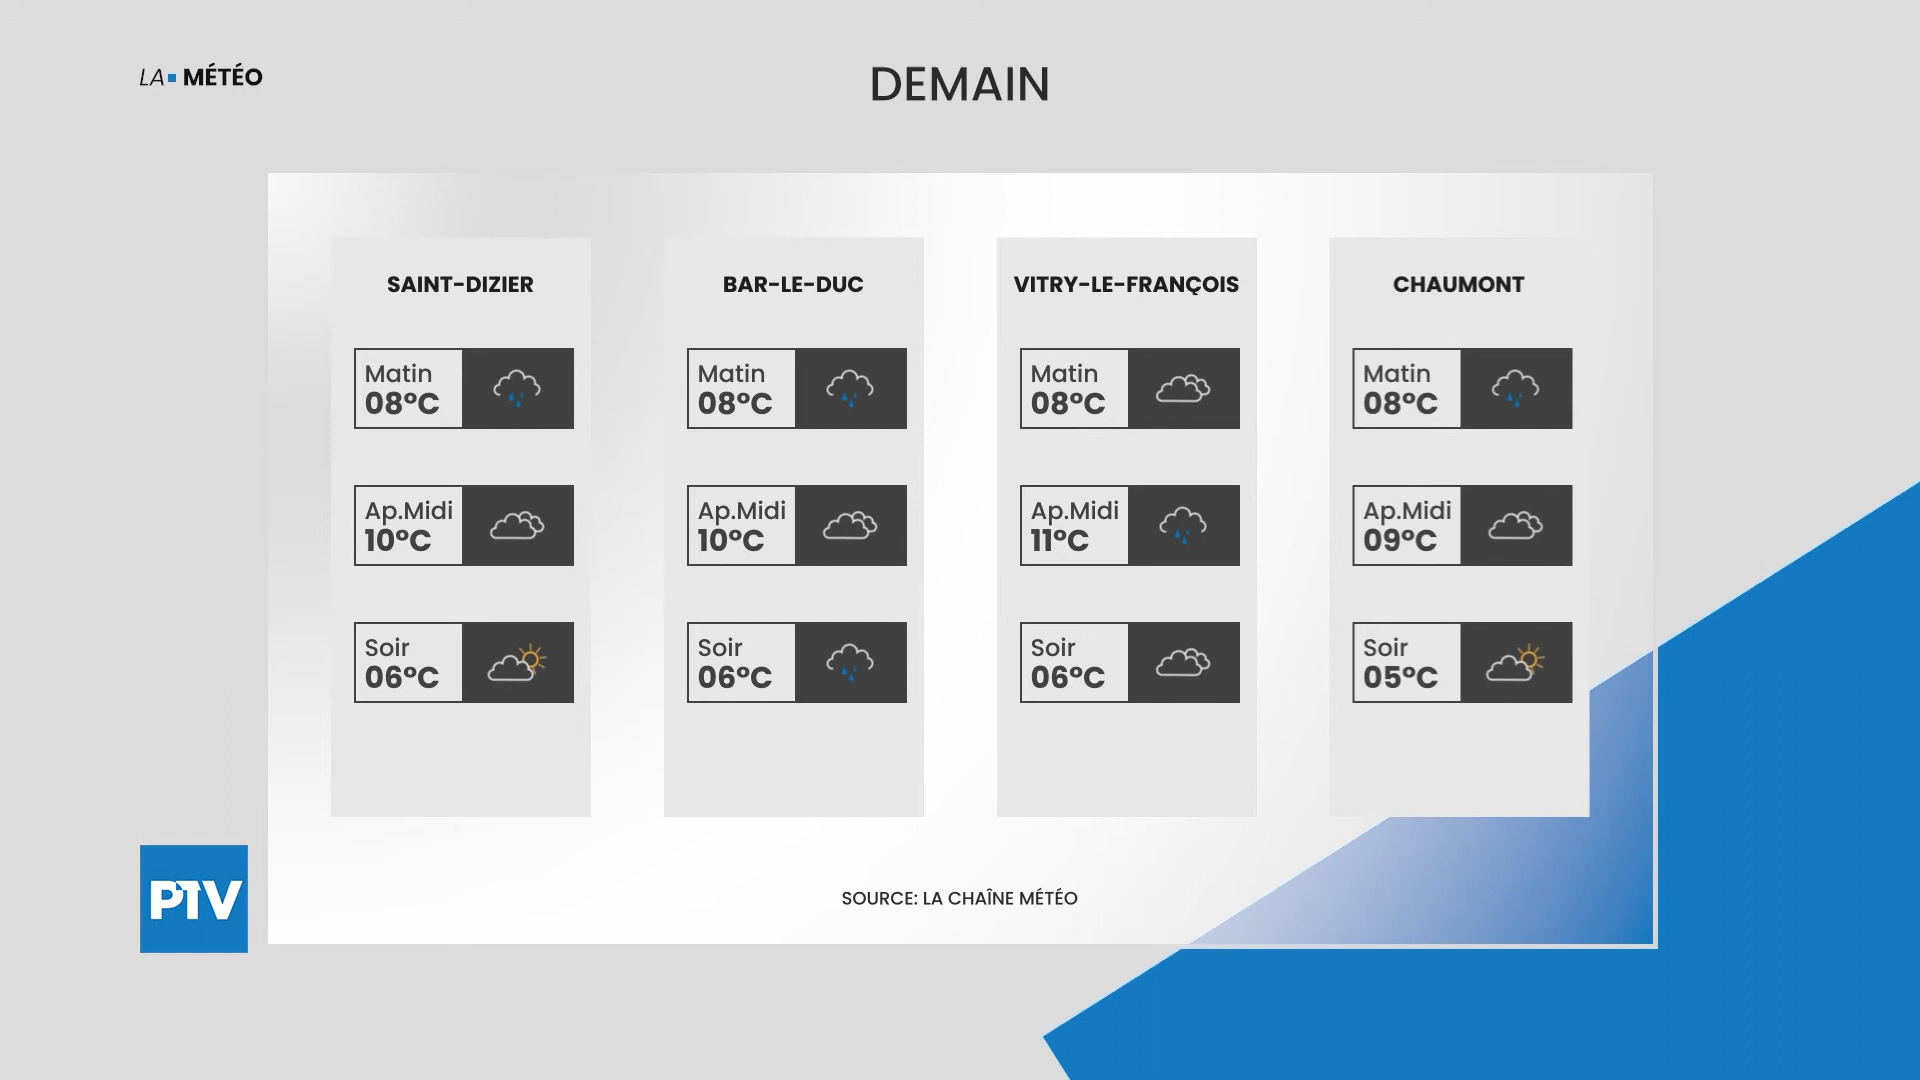 LA MÉTÉO
DEMAIN
SAINT-DIZIER
Matin
08°C
Ap.Midi
10°C
Soir
06°C
BAR-LE-DUC
Matin
08°C
Ap.Midi
10°C
Soir
06°C
VITRY-LE-FRANÇOIS
Matin
08°C
Ap.Midi
11°C
Soir
06°C
CHAUMONT
Matin
08°C
Ap.Midi
09°C
Soir
05°C
SOURCE: LA CHAÎNE MÉTÉO
PTV